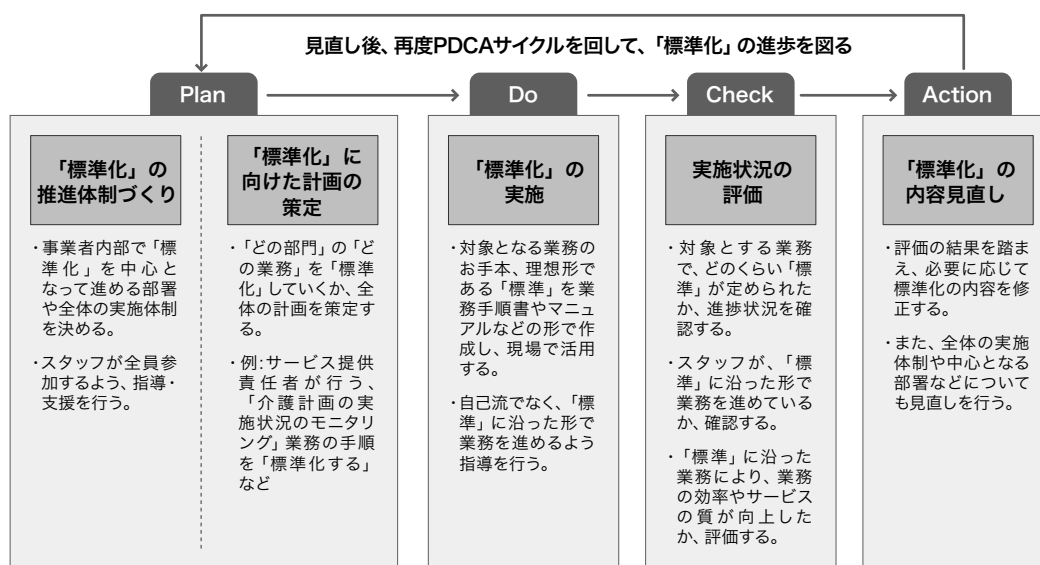 見直し後、再度PDCAサイクルを回して、「標準化」の進歩を図る
Plan
「標準化」の
推進体制づくり
・事業者内部で「標
準化」を中心と
なって進める部署
や全体の実施体制
を決める。
・スタッフが全員参
加するよう、指導・
支援を行う。
「標準化」に
向けた計画の
策定
・「どの部門」の「ど
の業務」を「標準
化」していくか、全
体の計画を策定す
る。
・例:サービス提供
責任者が行う、
「介護計画の実
施状況のモニタ
リング」業務の手順
を「標準化する」
など
Do
「標準化」の
実施
・対象となる業務の
お手本、理想形で
ある「標準」を業
務手順書やマニュ
アルなどの形で作
成し、現場で活用
する。
・自己流でなく、「標
準」に沿った形で
業務を進めるよう
指導を行う。
Check
実施状況の
評価
・対象とする業務
で、どのくらい「標
準」が定められた
か、進捗状況を確
認する。
・スタッフが、「標
準」に沿った形で
業務を進めている
か、確認する。
・「標準」に沿った
業務により、業務
の効率やサービス
の質が向上した
か、評価する。
Action
「標準化」の
内容見直し
・評価の結果を踏ま
え、必要に応じて
標準化の内容を修
正する。
・また、全体の実施
体制や中心となる
部署などについて
も見直しを行う。